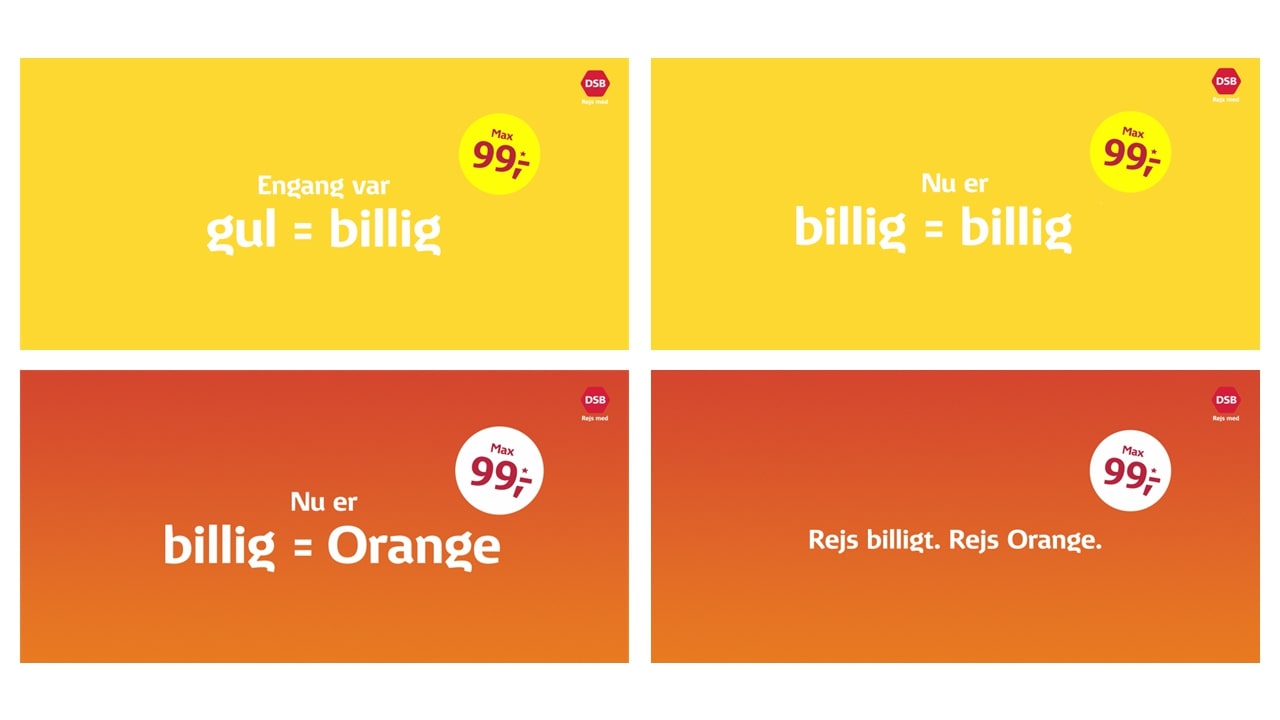 DSB
Rejs med
Max
99,-*
Engang var
gul = billig
DSB
Rejs med
Max
99,-*
Nu er
billig = billig
DSB
Rejs med
Max
99,-*
Nu er
billig = Orange
DSB
Rejs med
Max
99,-*
Rejs billigt. Rejs Orange.